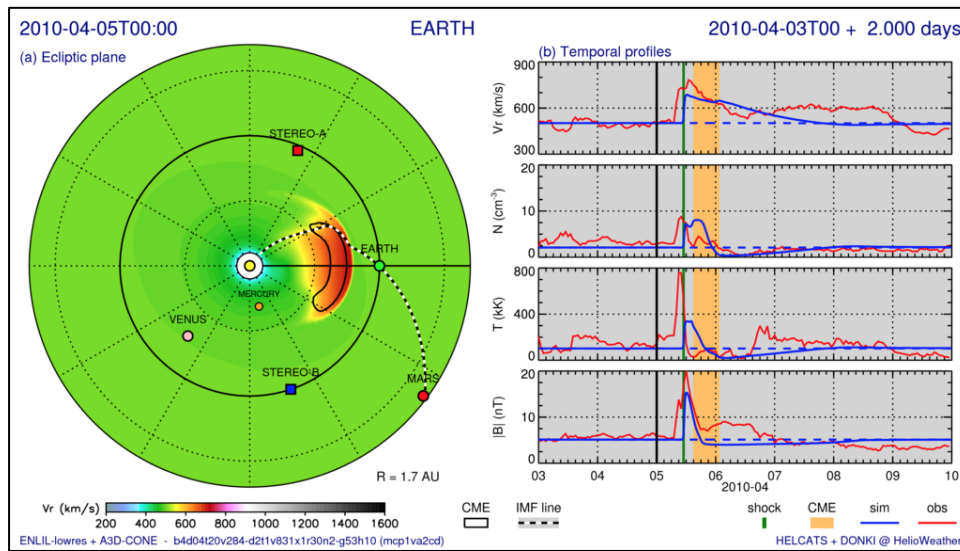 2010-04-05T00:00
EARTH
2010-04-03T00 + 2.000 days
(a) Ecliptic plane
(b) Temporal profiles
STEREO-A
EARTH
MERCURY
VENUS
STEREO-B
MARS
R = 1.7 AU
900
600
300
Vr (km/s)
20
10
0
N (cm-3)
800
400
0
T (kK)
20
10
0
|B| (nT)
03 04 05 06 07 08 09 10
2010-04
Vr (km/s)
200 400 600 800 1000 1200 1400 1600
CME
IMF line
shock
CME
sim
obs
ENLIL-lowres + A3D-CONE - b4d04t20v284-d2t1v831x1r30n2-g53h10 (mcp1va2cd)
HELCATS + DONKI @ HelioWeather